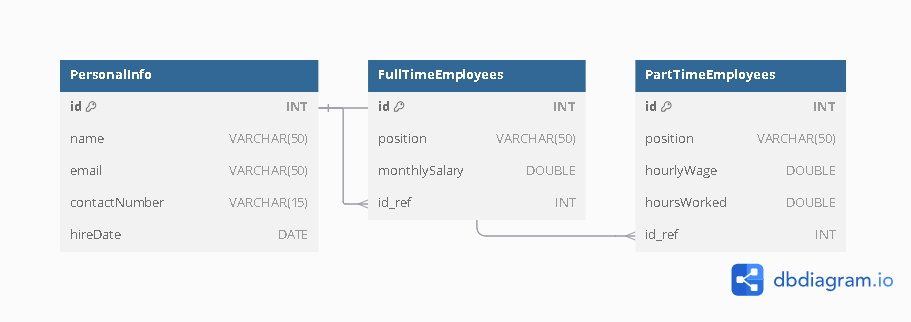 PersonalInfo
id INT
name VARCHAR(50)
email VARCHAR(50)
contactNumber VARCHAR(15)
hireDate DATE
FullTimeEmployees
id INT
position VARCHAR(50)
monthlySalary DOUBLE
id_ref INT
PartTimeEmployees
id INT
position VARCHAR(50)
hourlyWage DOUBLE
hoursWorked DOUBLE
id_ref INT
dbdiagram.io